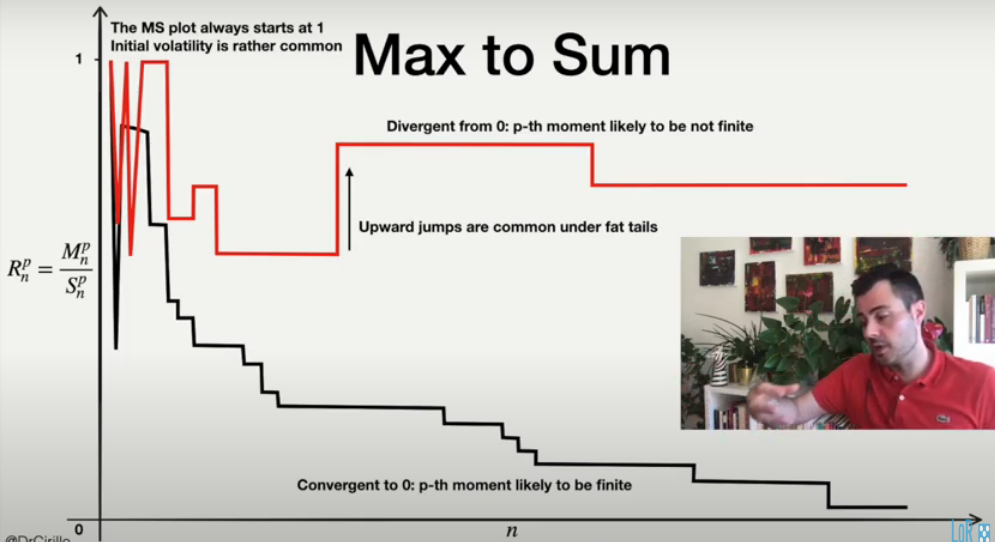 The MS plot always starts at 1
Initial volatility is rather common
Max to Sum
1
Divergent from 0: p-th moment likely to be not finite
Upward jumps are common under fat tails
R_n^p = M_n^p / S_n^p
Convergent to 0: p-th moment likely to be finite
0
n
@DrCirillo
LoR